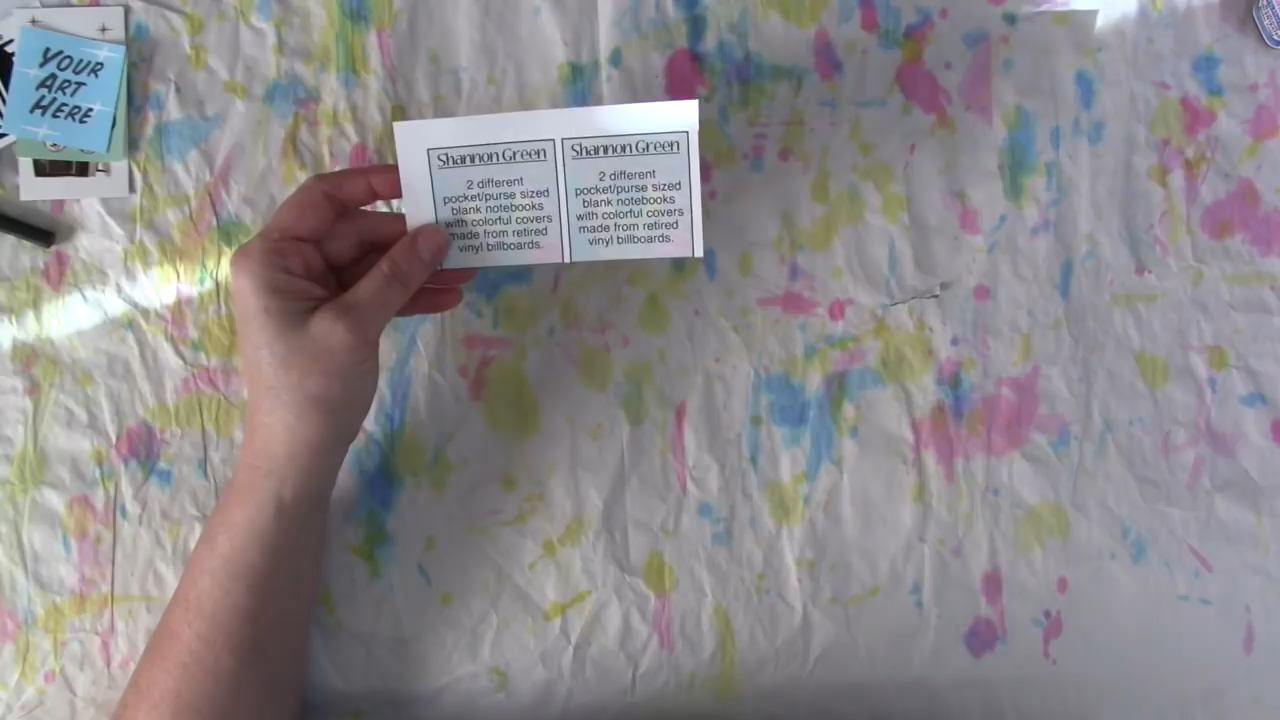 YOUR
ART
HERE
Shannon Green
2 different
pocket/purse sized
blank notebooks
with colorful covers
made from retired
vinyl billboards.
Shannon Green
2 different
pocket/purse sized
blank notebooks
with colorful covers
made from retired
vinyl billboards.